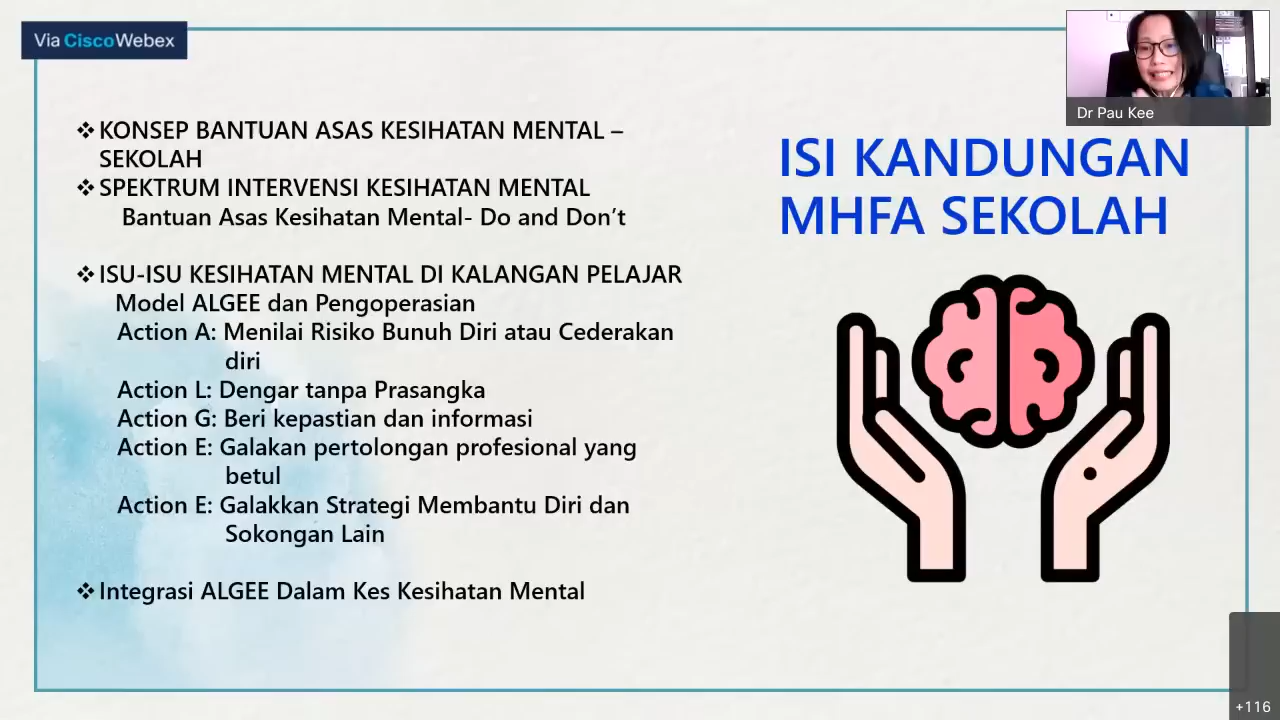 Via CiscoWebex
Dr Pau Kee
❖ KONSEP BANTUAN ASAS KESIHATAN MENTAL –
SEKOLAH
❖ SPEKTRUM INTERVENSI KESIHATAN MENTAL
Bantuan Asas Kesihatan Mental- Do and Don’t
❖ ISU-ISU KESIHATAN MENTAL DI KALANGAN PELAJAR
Model ALGEE dan Pengoperasian
Action A: Menilai Risiko Bunuh Diri atau Cederakan
diri
Action L: Dengar tanpa Prasangka
Action G: Beri kepastian dan informasi
Action E: Galakan pertolongan profesional yang
betul
Action E: Galakkan Strategi Membantu Diri dan
Sokongan Lain
❖ Integrasi ALGEE Dalam Kes Kesihatan Mental
ISI KANDUNGAN
MHFA SEKOLAH
+116